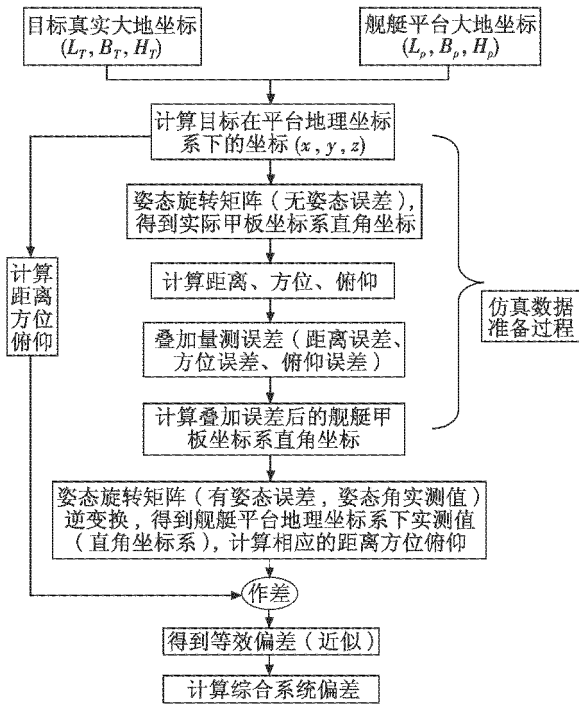 目标真实大地坐标
(L_T, B_T, H_T)
舰艇平台大地坐标
(L_p, B_p, H_p)
计算目标在平台地理坐标
系下的坐标(x, y, z)
姿态旋转矩阵(无姿态误差),
得到实际甲板坐标系直角坐标
计算距离、方位、俯仰
叠加量测误差(距离误差、
方位误差、俯仰误差)
计算叠加误差后的舰艇甲
板坐标系直角坐标
计算
距离
方位
俯仰
仿真数据
准备过程
姿态旋转矩阵(有姿态误差, 姿态角实测值)
逆变换, 得到舰艇平台地理坐标系下实测值
(直角坐标系), 计算相应的距离方位俯仰
作差
得到等效偏差(近似)
计算综合系统偏差